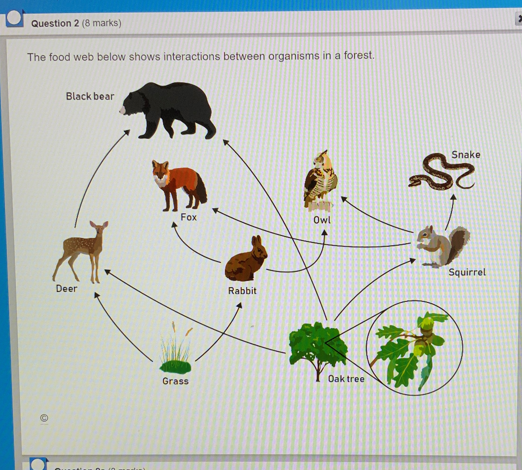 Question 2 (8 marks)
The food web below shows interactions between organisms in a forest.
Black bear
Snake
Fox
Owl
Squirrel
Deer
Rabbit
Grass
Oak tree
©